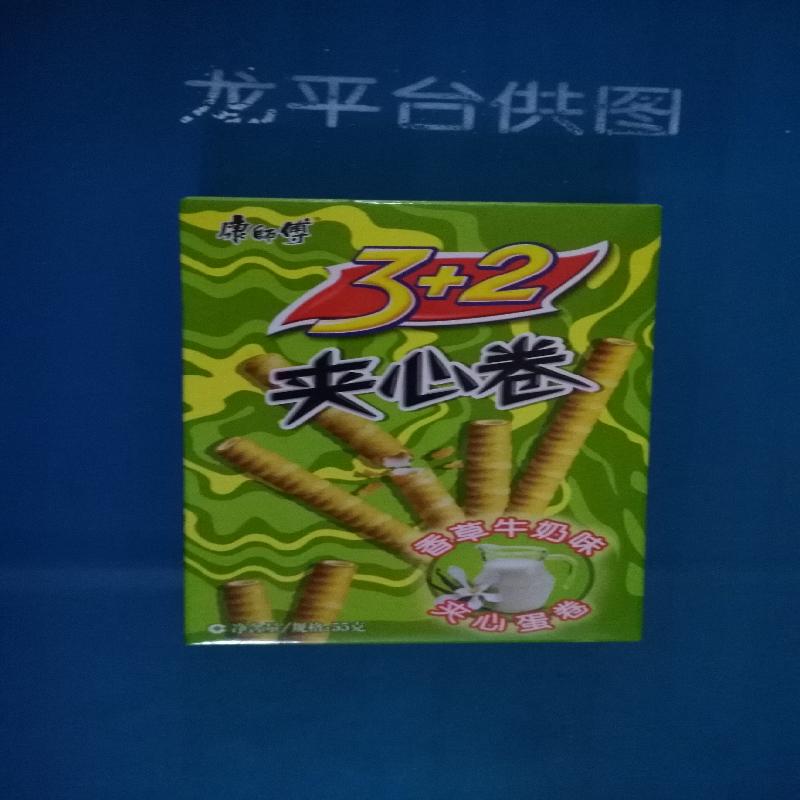 龙平台供图
康師傅
3+2
夹心卷
香草牛奶味
夹心蛋卷
净含量/规格:55克